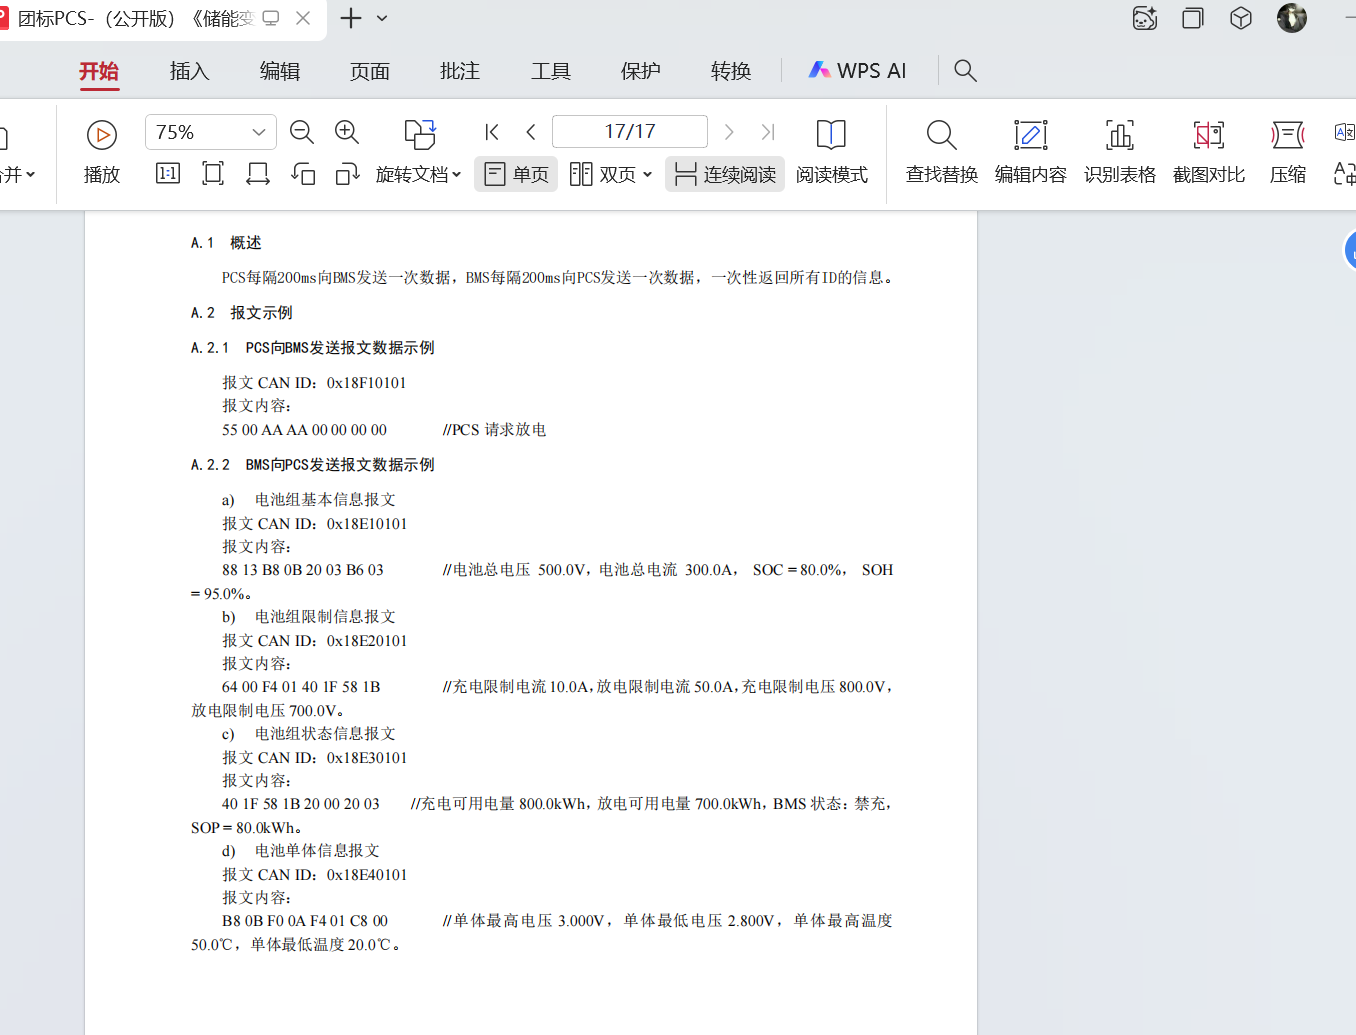 团标PCS-（公开版）《储能变
开始 插入 编辑 页面 批注 工具 保护 转换 WPS AI
75% 17/17
播放 1:1 旋转文档 单页 双页 连续阅读 阅读模式 查找替换 编辑内容 识别表格 截图对比 压缩
A.1 概述
PCS每隔200ms向BMS发送一次数据，BMS每隔200ms向PCS发送一次数据，一次性返回所有ID的信息。
A.2 报文示例
A.2.1 PCS向BMS发送报文数据示例
报文 CAN ID：0x18F10101
报文内容：
55 00 AA AA 00 00 00 00 //PCS 请求放电
A.2.2 BMS向PCS发送报文数据示例
a) 电池组基本信息报文
报文 CAN ID：0x18E10101
报文内容：
88 13 B8 0B 20 03 B6 03 //电池总电压 500.0V，电池总电流 300.0A， SOC = 80.0%， SOH
= 95.0%。
b) 电池组限制信息报文
报文 CAN ID：0x18E20101
报文内容：
64 00 F4 01 40 1F 58 1B //充电限制电流 10.0A，放电限制电流 50.0A，充电限制电压 800.0V，
放电限制电压 700.0V。
c) 电池组状态信息报文
报文 CAN ID：0x18E30101
报文内容：
40 1F 58 1B 20 00 20 03 //充电可用电量 800.0kWh，放电可用电量 700.0kWh，BMS 状态：禁充，
SOP = 80.0kWh。
d) 电池单体信息报文
报文 CAN ID：0x18E40101
报文内容：
B8 0B F0 0A F4 01 C8 00 //单体最高电压 3.000V，单体最低电压 2.800V，单体最高温度
50.0℃，单体最低温度 20.0℃。